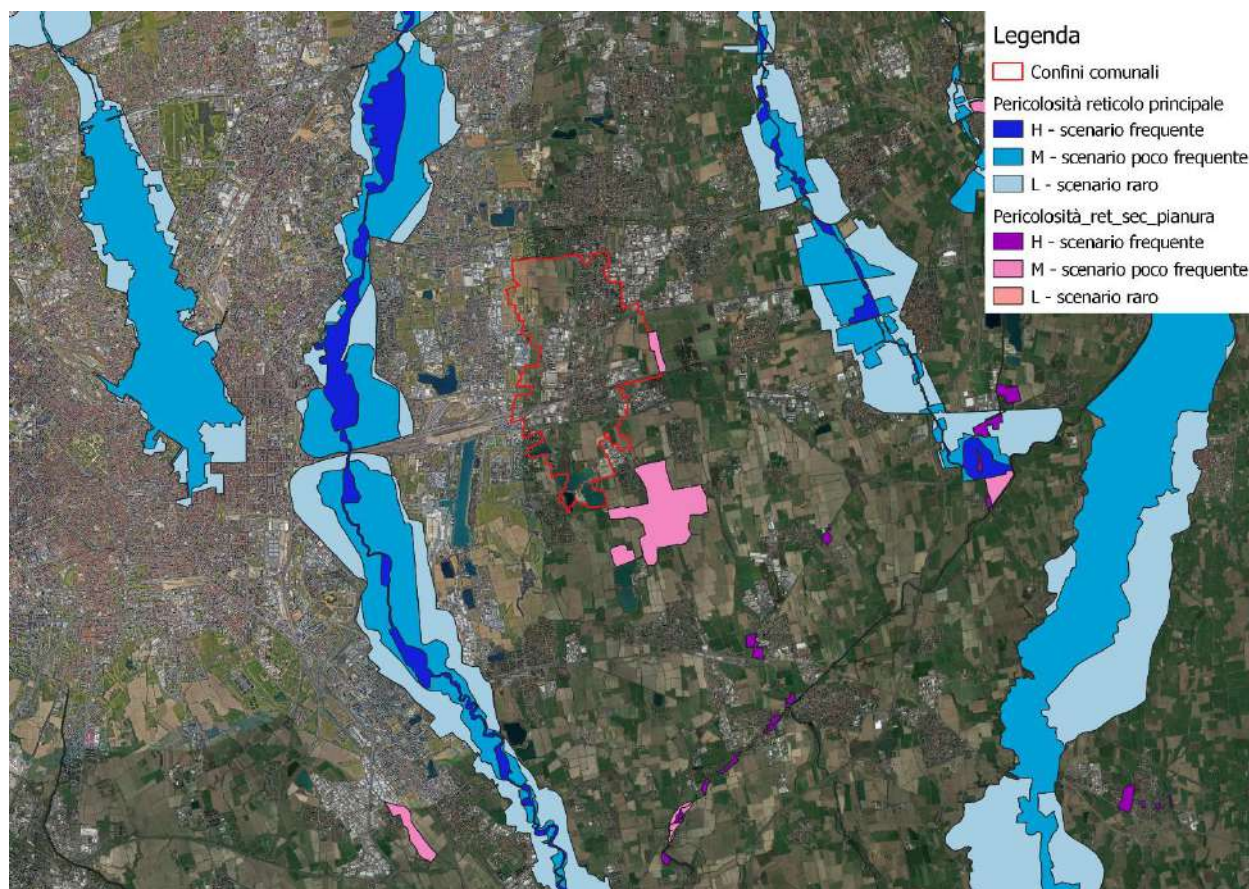 Legenda
Confini comunali
Pericolosità reticolo principale
H - scenario frequente
M - scenario poco frequente
L - scenario raro
Pericolosità_ret_sec_pianura
H - scenario frequente
M - scenario poco frequente
L - scenario raro